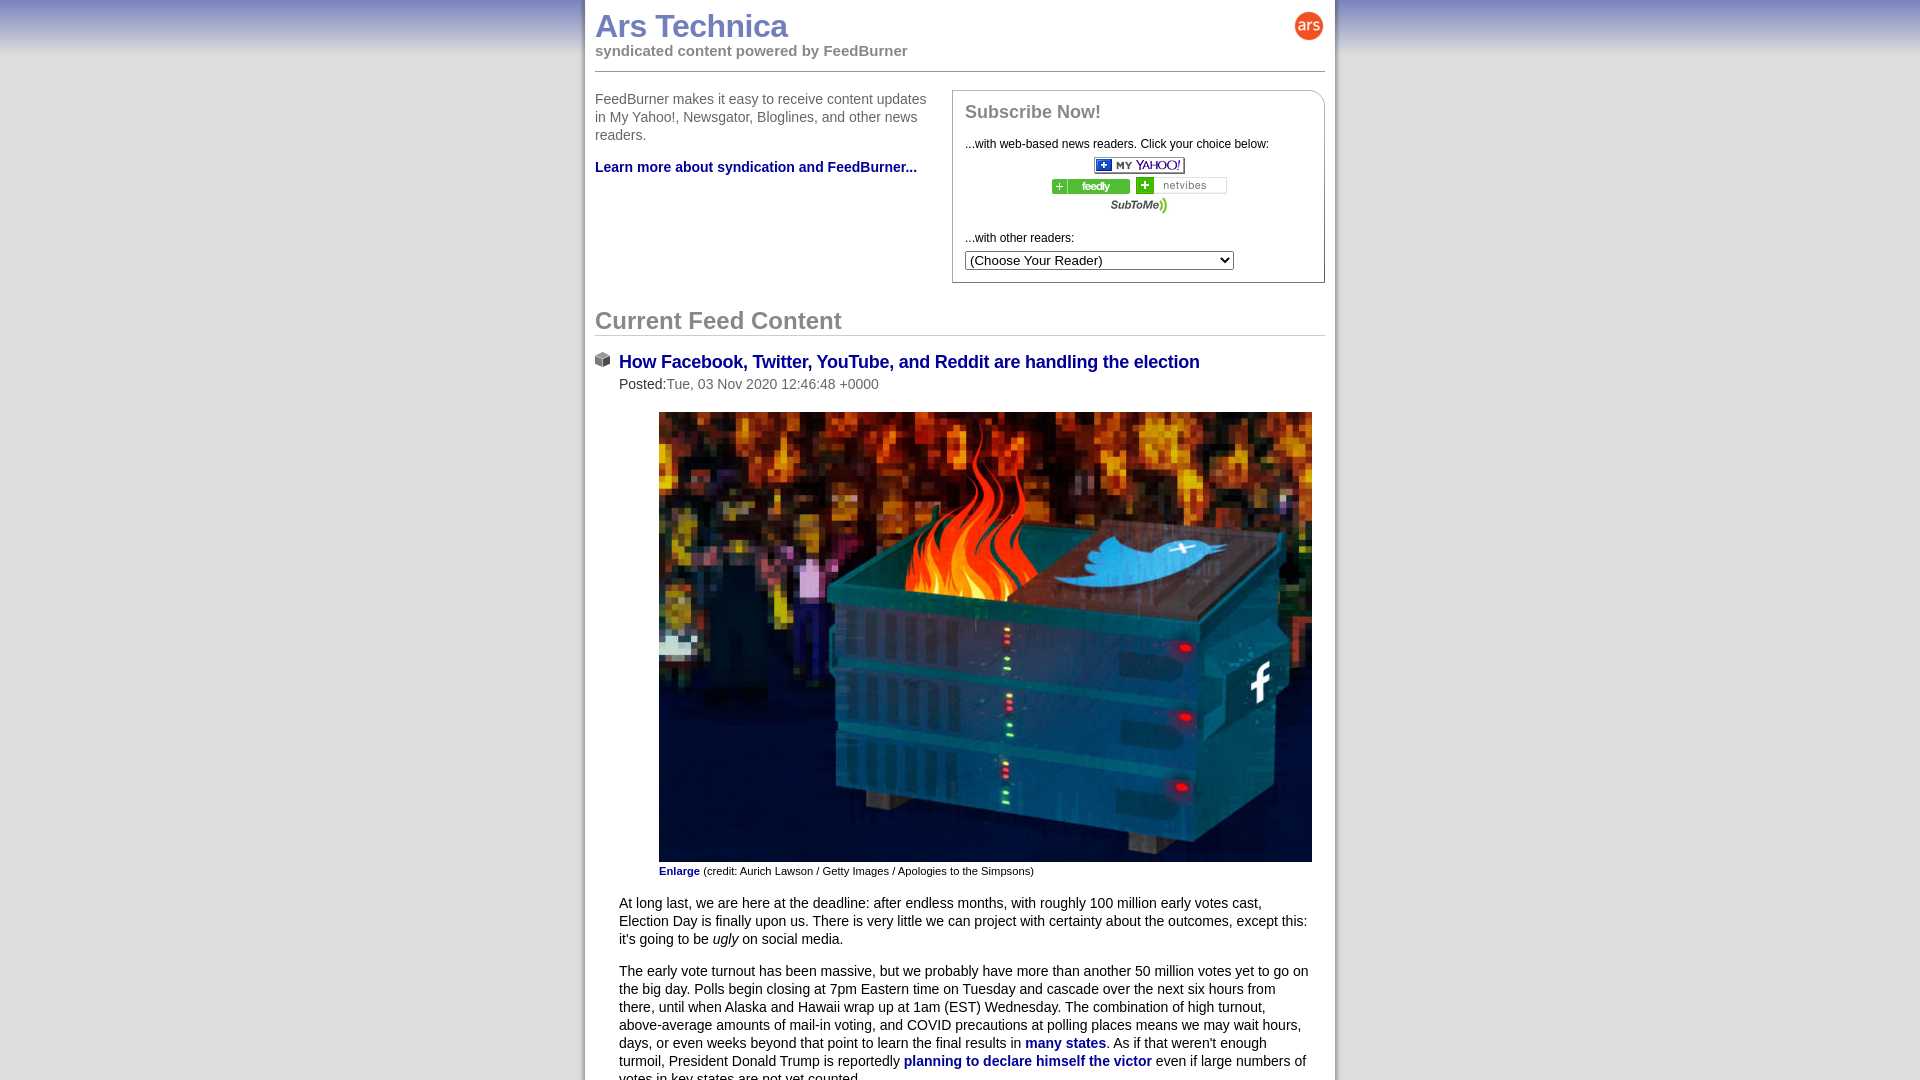 Ars Technica
ars
syndicated content powered by FeedBurner
FeedBurner makes it easy to receive content updates
in My Yahoo!, Newsgator, Bloglines, and other news
readers.
Learn more about syndication and FeedBurner...
Subscribe Now!
...with web-based news readers. Click your choice below:
MY YAHOO!
feedly
netvibes
SubToMe
...with other readers:
(Choose Your Reader)
Current Feed Content
How Facebook, Twitter, YouTube, and Reddit are handling the election
Posted:Tue, 03 Nov 2020 12:46:48 +0000
f
Enlarge (credit: Aurich Lawson / Getty Images / Apologies to the Simpsons)
At long last, we are here at the deadline: after endless months, with roughly 100 million early votes cast,
Election Day is finally upon us. There is very little we can project with certainty about the outcomes, except this:
it's going to be ugly on social media.
The early vote turnout has been massive, but we probably have more than another 50 million votes yet to go on
the big day. Polls begin closing at 7pm Eastern time on Tuesday and cascade over the next six hours from
there, until when Alaska and Hawaii wrap up at 1am (EST) Wednesday. The combination of high turnout,
above-average amounts of mail-in voting, and COVID precautions at polling places means we may wait hours,
days, or even weeks beyond that point to learn the final results in many states. As if that weren't enough
turmoil, President Donald Trump is reportedly planning to declare himself the victor even if large numbers of
votes in key states are not yet counted.